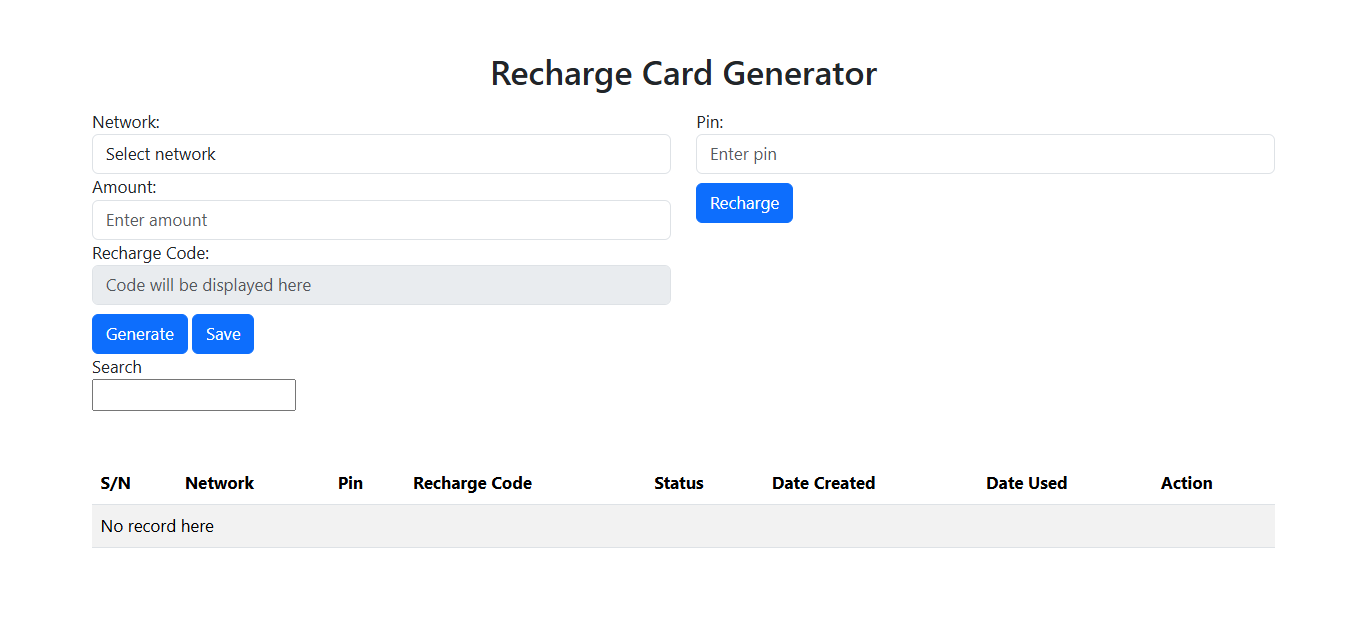 Recharge Card Generator
Network:
Select network
Amount:
Enter amount
Recharge Code:
Code will be displayed here
Generate Save
Search
Pin:
Enter pin
Recharge
S/N Network Pin Recharge Code Status Date Created Date Used Action
No record here